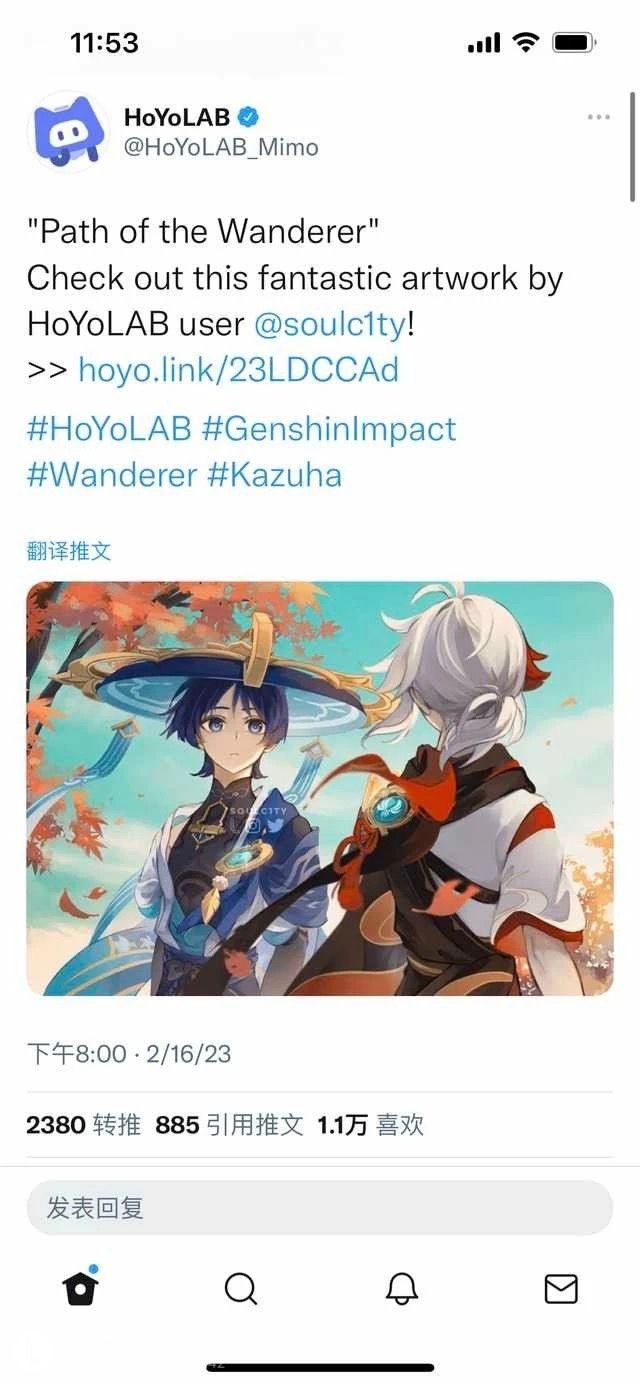 11:53
HoYoLAB
@HoYoLAB_Mimo
"Path of the Wanderer"
Check out this fantastic artwork by
HoYoLAB user @soulc1ty!
>> hoyo.link/23LDCCAd
#HoYoLAB #GenshinImpact
#Wanderer #Kazuha
翻译推文
SOULC1TY
下午8:00 · 2/16/23
2380 转推 885 引用推文 1.1万 喜欢
发表回复